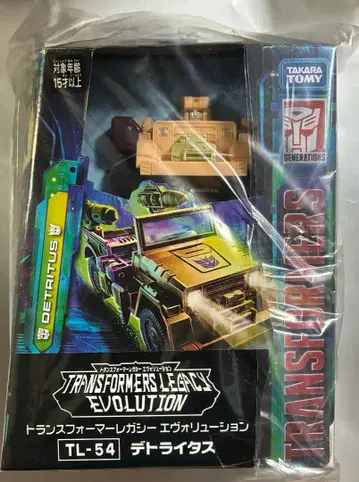 対象年齢
15才以上
TAKARA
TOMY
GENERATIONS
TRANSFORMERS
DETRITUS
トランスフォーマーレガシー エヴォリューション
TRANSFORMERS LEGACY
EVOLUTION
トランスフォーマーレガシー エヴォリューション
TL-54 デトライタス